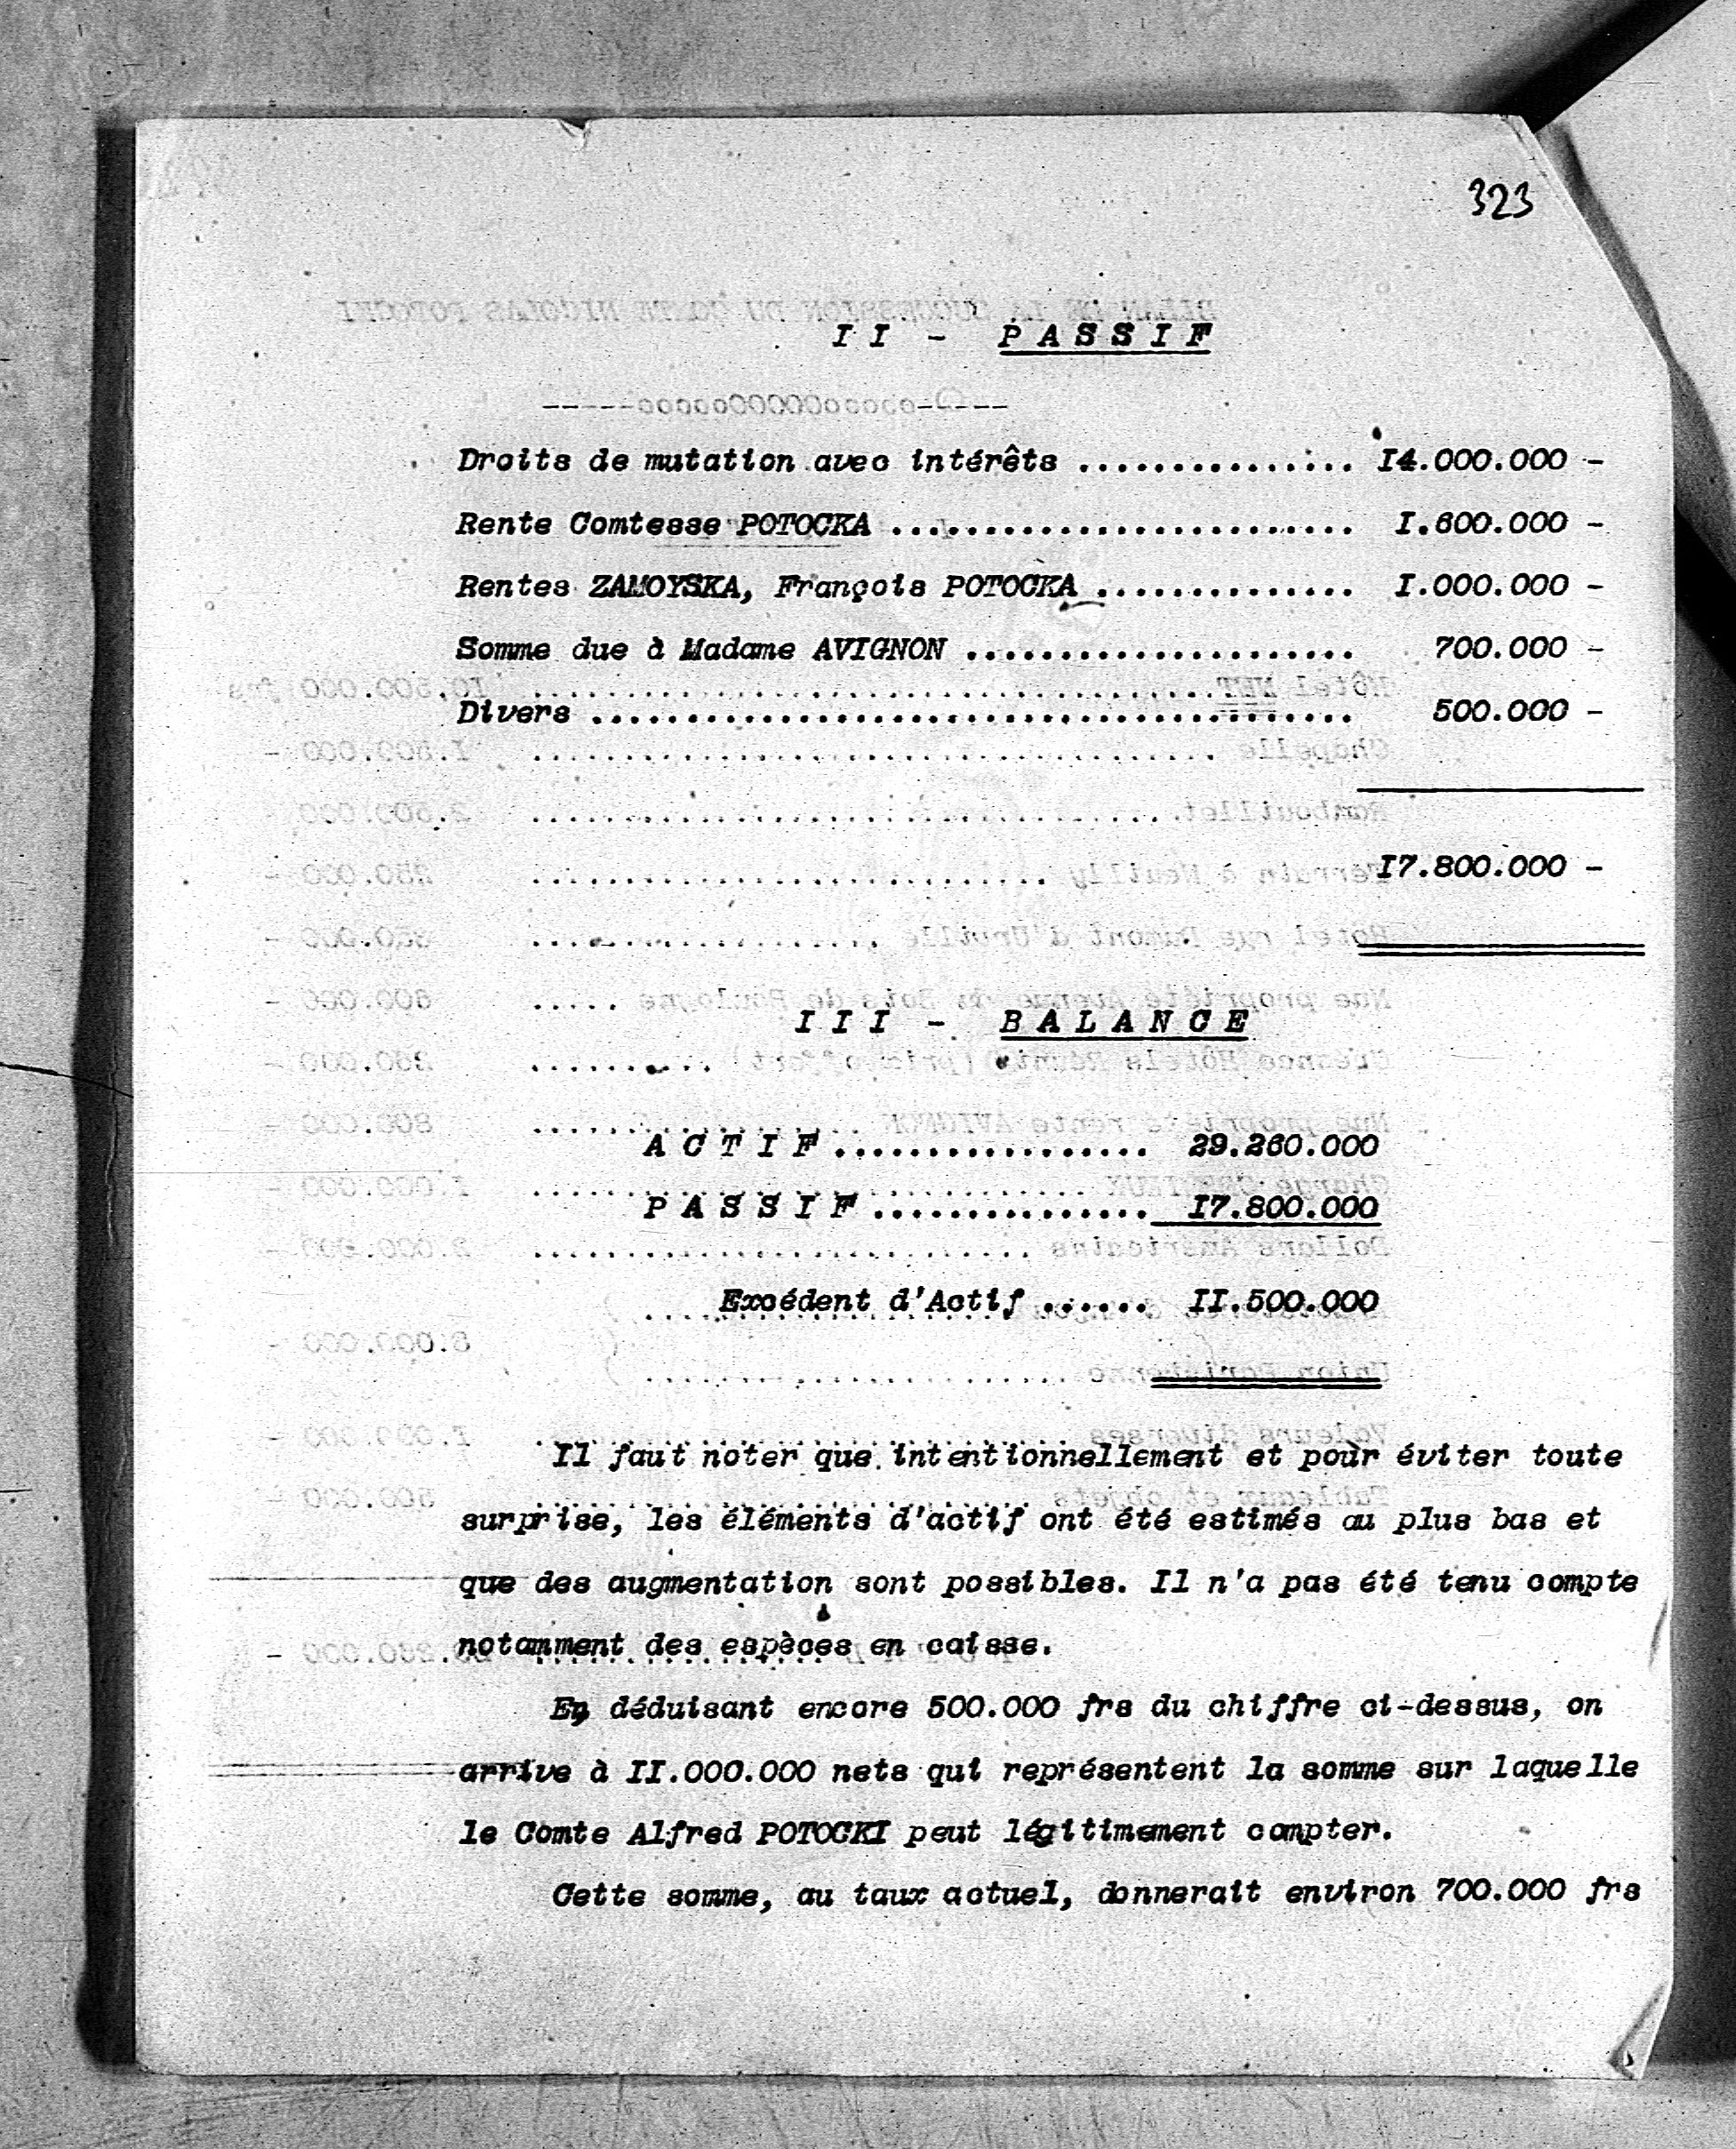 323
II - PASSIF
-----ooooooOOOOOOooooo-----
Droits de mutation avec intérêts ............... I4.000.000 -
Rente Comtesse POTOCKA ......................... I.600.000 -
Rentes ZAMOYSKA, François POTOCKA .............. I.000.000 -
Somme due à Madame AVIGNON ..................... 700.000 -
Divers ......................................... 500.000 -
I7.800.000 -
III - BALANCE
ACTIF ................. 29.260.000
PASSIF ............... I7.800.000
Excédent d'Actif ...... II.500.000
Il faut noter que intentionnellement et pour éviter toute
surprise, les éléments d'actif ont été estimés au plus bas et
que des augmentation sont possibles. Il n'a pas été tenu compte
notamment des espèces en caisse.
En déduisant encore 500.000 frs du chiffre ci-dessus, on
arrive à II.000.000 nets qui représentent la somme sur laquelle
le Comte Alfred POTOCKI peut légitimement compter.
Cette somme, au taux actuel, donnerait environ 700.000 frs